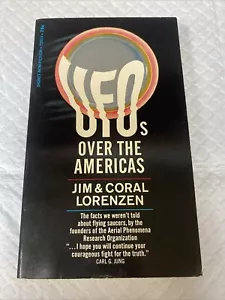 UFOs
OVER THE
AMERICAS
JIM & CORAL
LORENZEN
The facts we weren't told
about flying saucers, by the
founders of the Aerial Phenomena
Research Organization
"...I hope you will continue your
courageous fight for the truth."
CARL G. JUNG